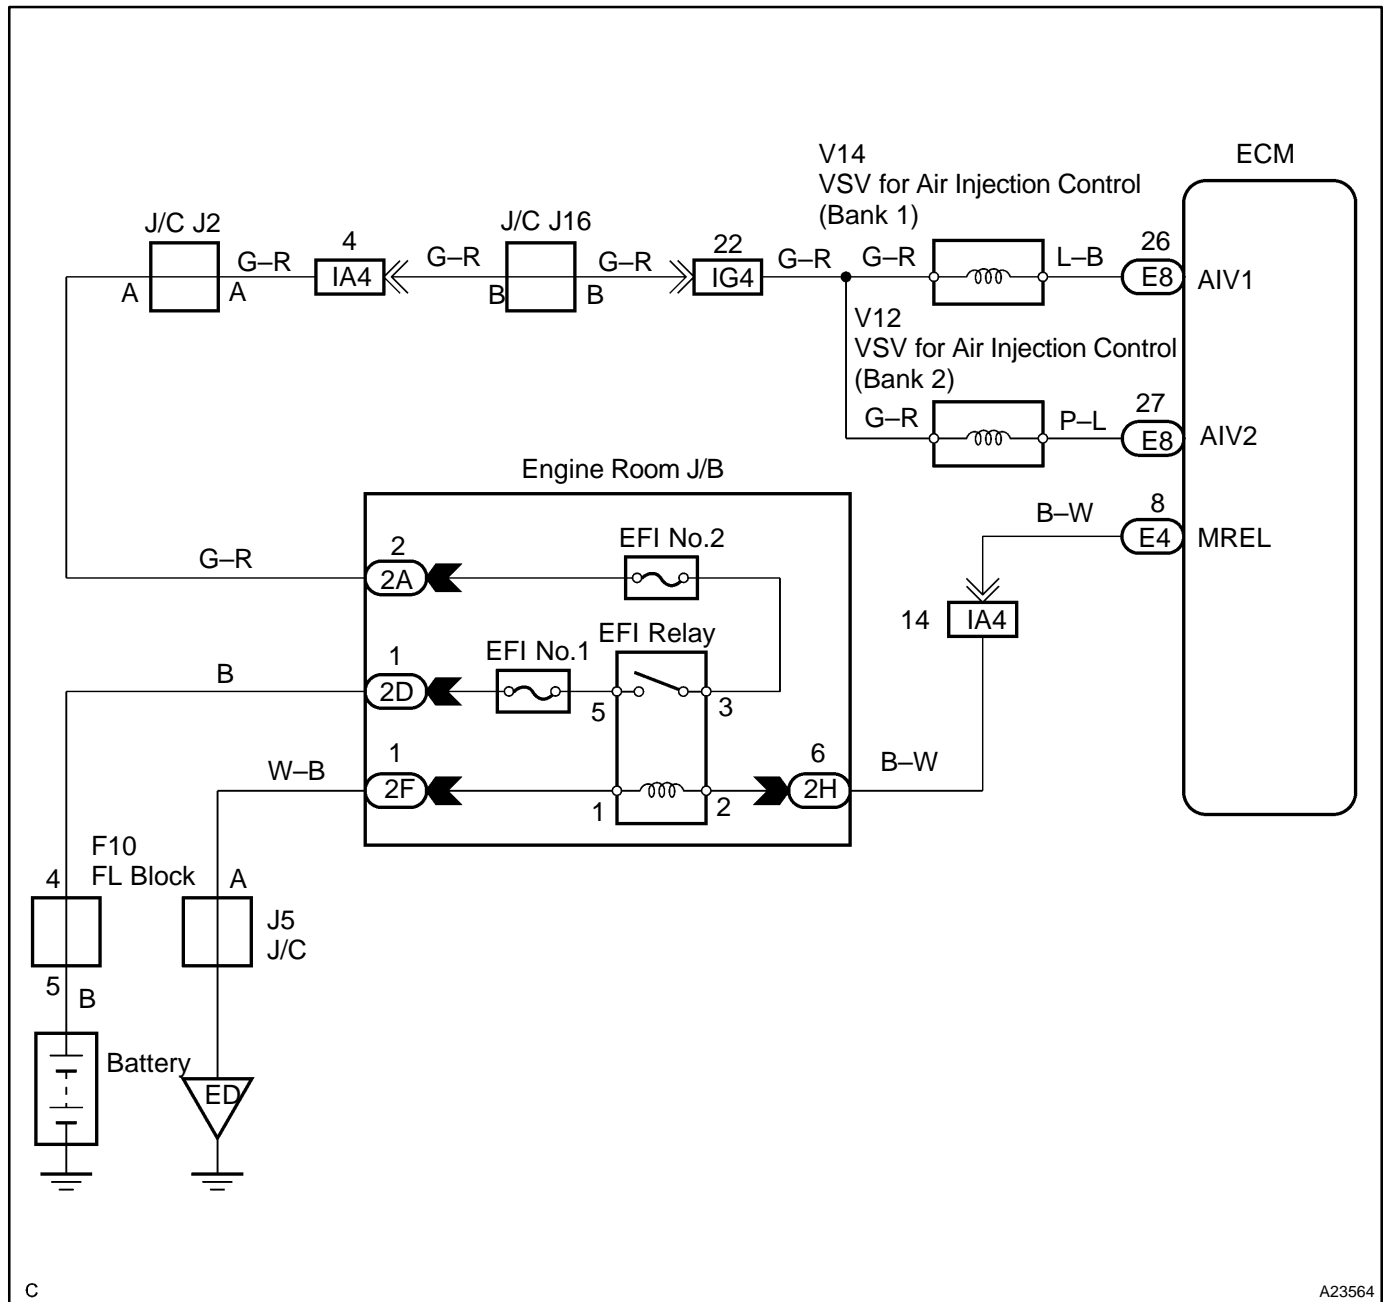 V14
VSV for Air Injection Control
(Bank 1)
ECM
J/C J2
4
J/C J16
22
26
G–R
G–R
G–R
G–R
G–R
L–B
A
A
IA4
B
B
IG4
E8
AIV1
V12
VSV for Air Injection Control
(Bank 2)
27
G–R
P–L
E8
AIV2
Engine Room J/B
8
B–W
E4
MREL
2
EFI No.2
G–R
2A
14
IA4
1
EFI No.1
EFI Relay
B
2D
5
3
1
6
W–B
B–W
2F
1
2
2H
F10
FL Block
4
A
J5
J/C
5
B
Battery
ED
C
A23564